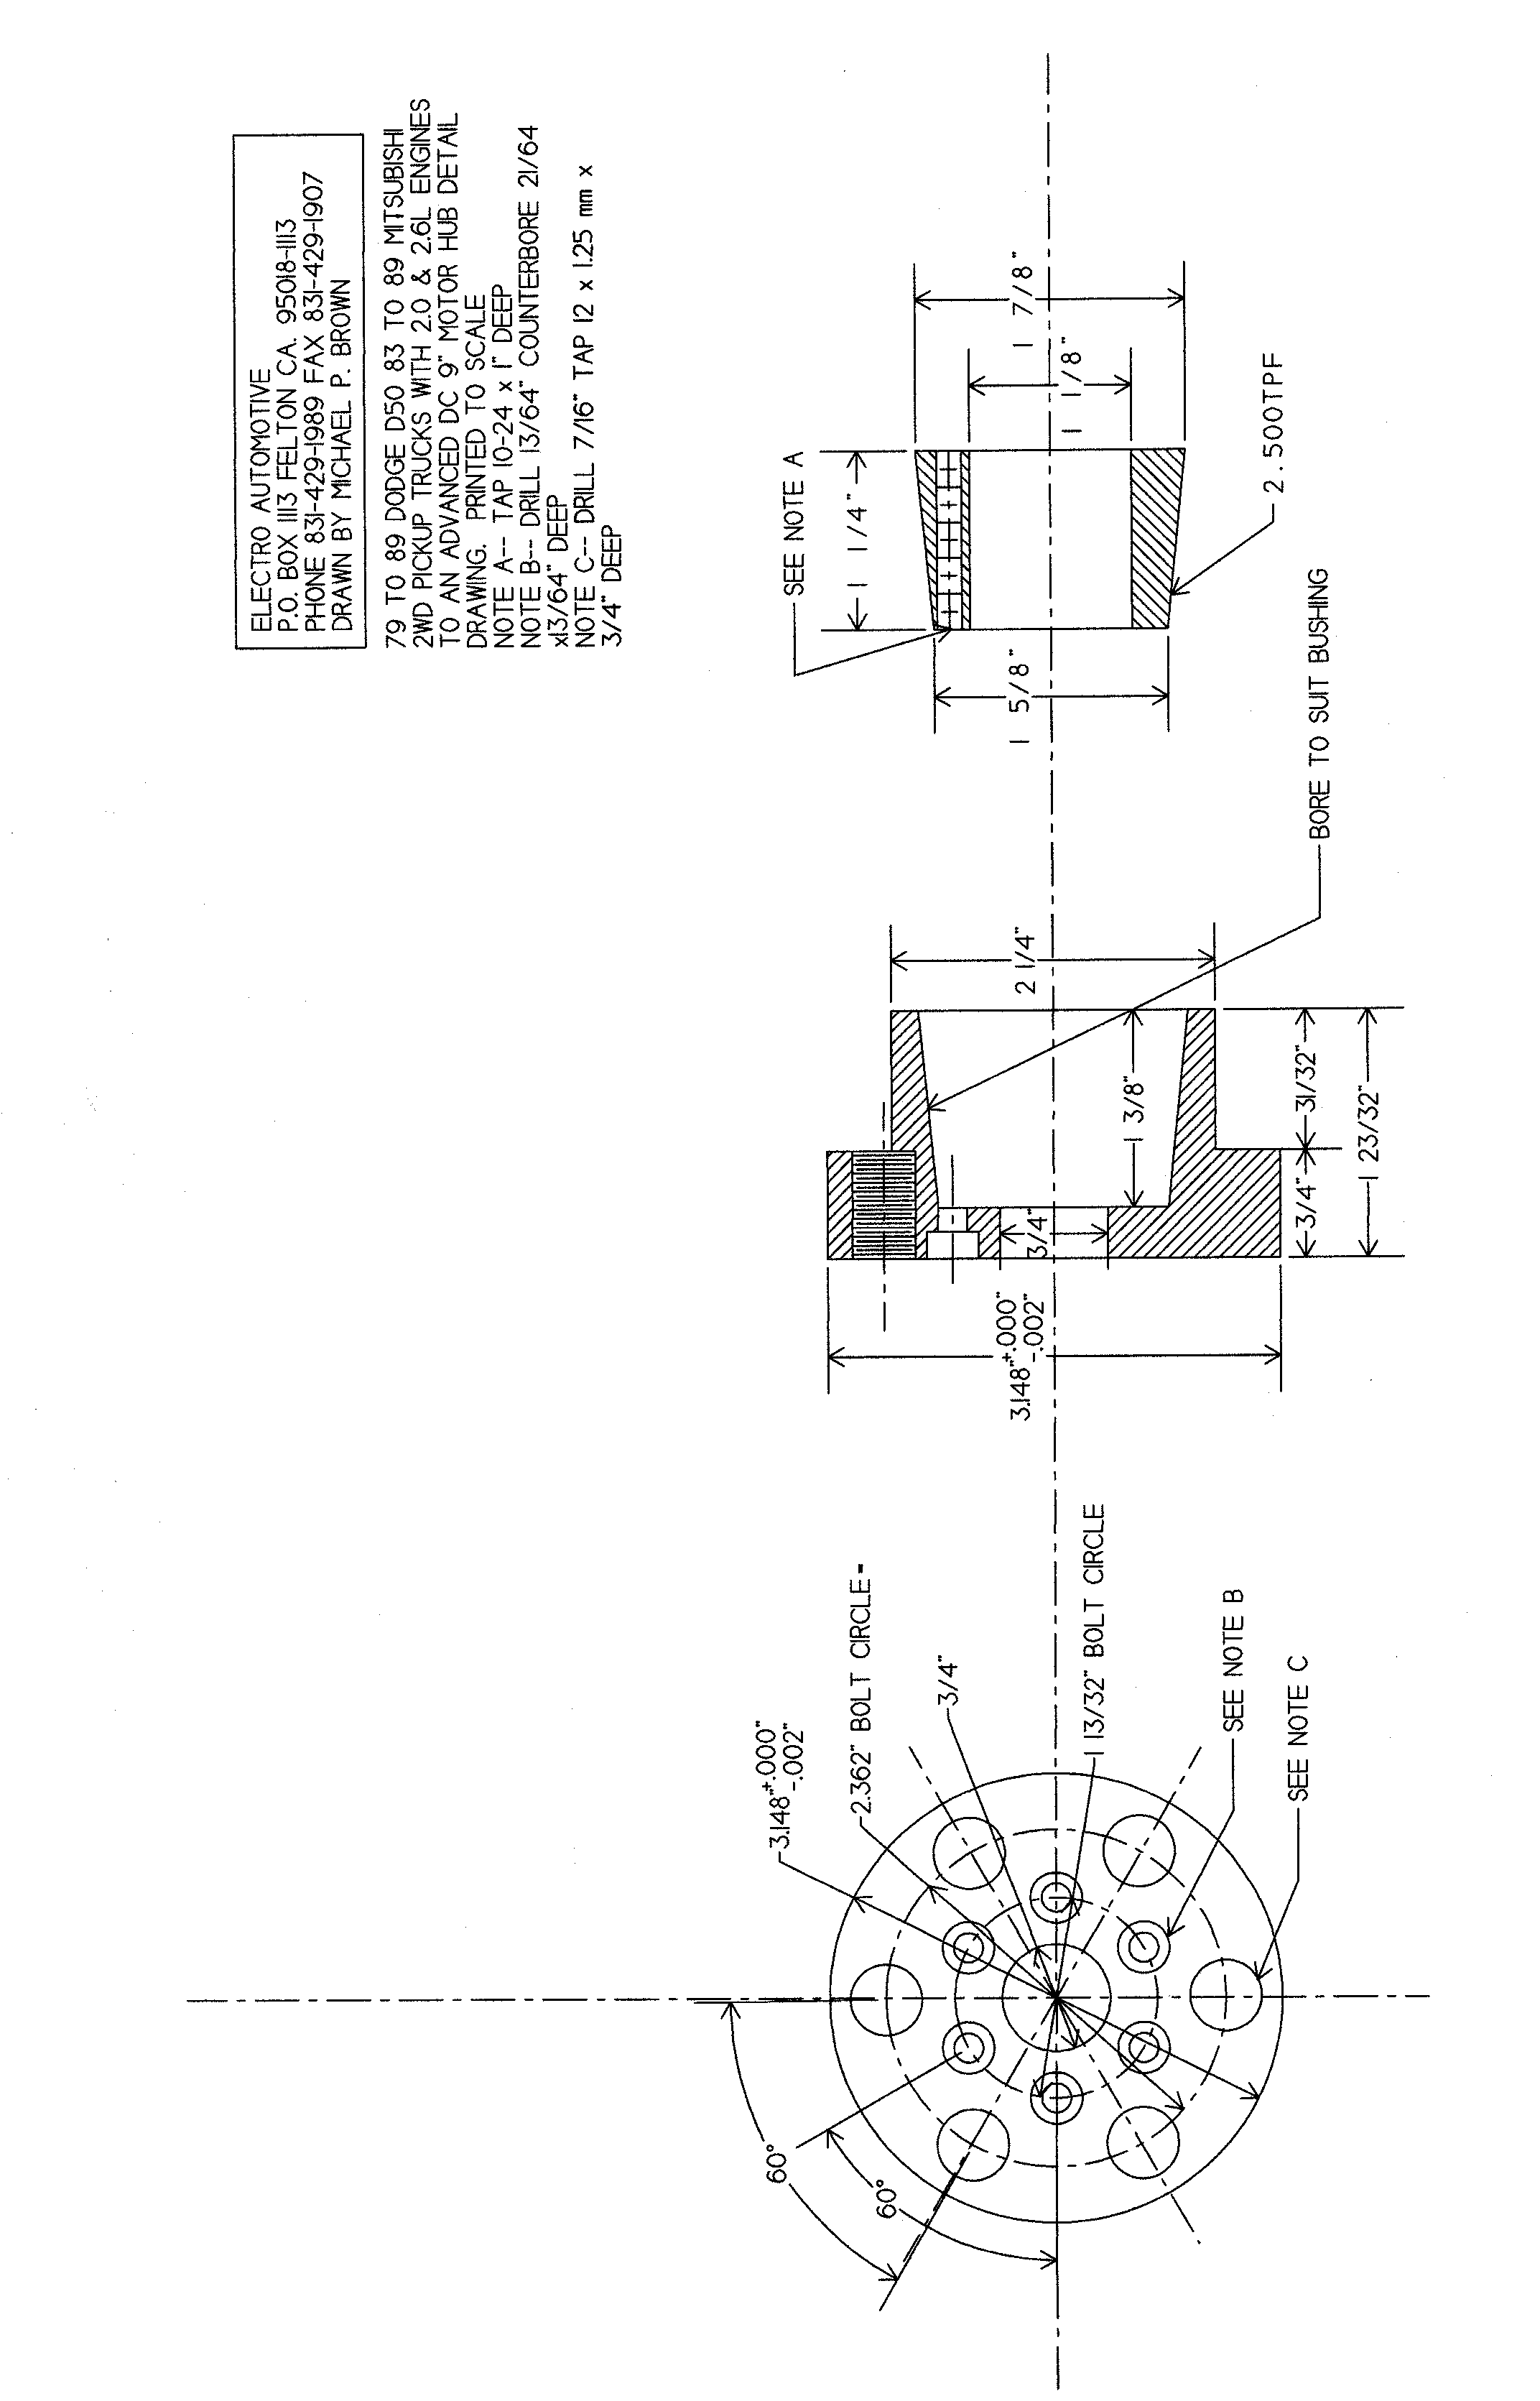 ELECTRO AUTOMOTIVE
P.O. BOX 1113 FELTON CA. 95018-1113
PHONE 831-429-1989 FAX 831-429-1907
DRAWN BY MICHAEL P. BROWN
79 TO 89 DODGE D50 83 TO 89 MITSUBISHI
2WD PICKUP TRUCKS WITH 2.0 & 2.6L ENGINES
TO AN ADVANCED DC 9" MOTOR HUB DETAIL
DRAWING. PRINTED TO SCALE
NOTE A-- TAP 10-24 x 1" DEEP
NOTE B-- DRILL 13/64" COUNTERBORE 21/64
x13/64" DEEP
NOTE C-- DRILL 7/16" TAP 12 x 1.25 mm x
3/4" DEEP
60°
60°
3.148"+.000"
-.002"
2.362" BOLT CIRCLE-
3/4"
1 13/32" BOLT CIRCLE
SEE NOTE B
SEE NOTE C
3.148"+.000"
-.002"
3/4"
1 3/8"
2 1/4"
3/4"
31/32"
1 23/32"
BORE TO SUIT BUSHING
SEE NOTE A
1 5/8"
1 1/4"
1 1/8"
1 7/8"
2.500TPF